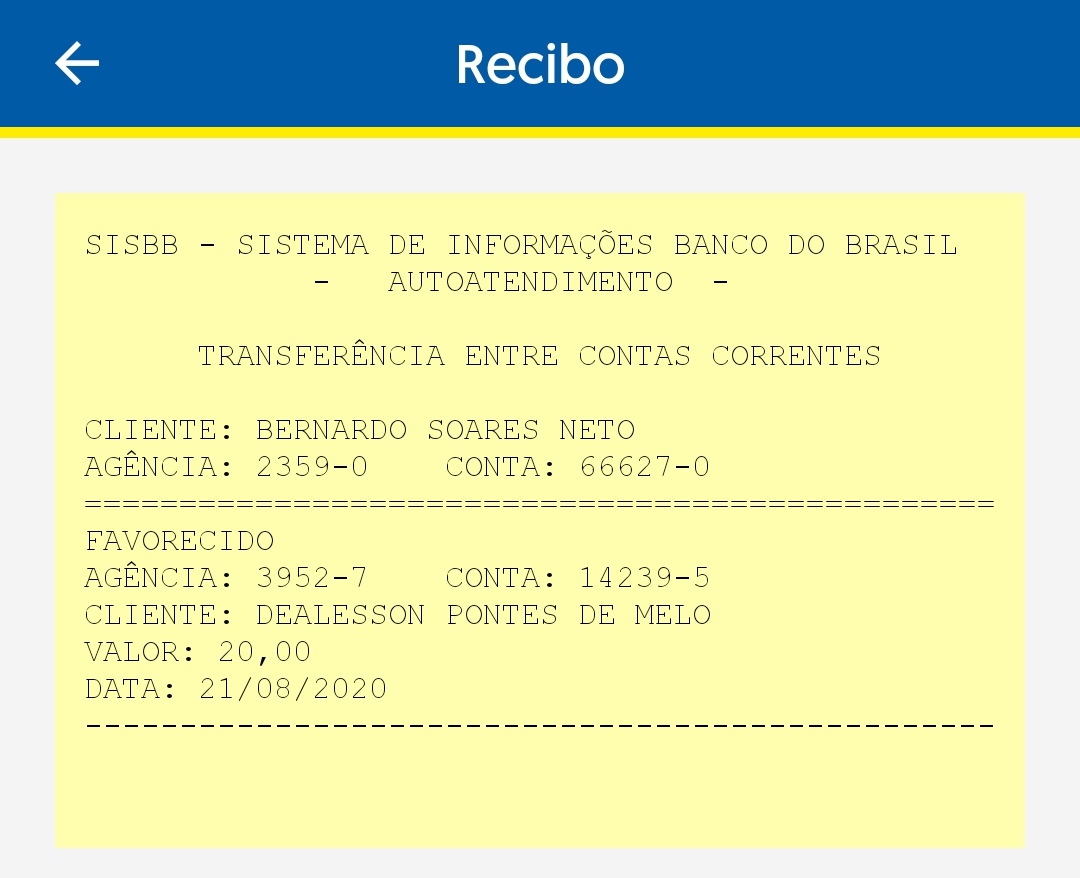 Recibo
SISBB - SISTEMA DE INFORMAÇÕES BANCO DO BRASIL
- AUTOATENDIMENTO -
TRANSFERÊNCIA ENTRE CONTAS CORRENTES
CLIENTE: BERNARDO SOARES NETO
AGÊNCIA: 2359-0 CONTA: 66627-0
================================================
FAVORECIDO
AGÊNCIA: 3952-7 CONTA: 14239-5
CLIENTE: DEALESSON PONTES DE MELO
VALOR: 20,00
DATA: 21/08/2020
------------------------------------------------